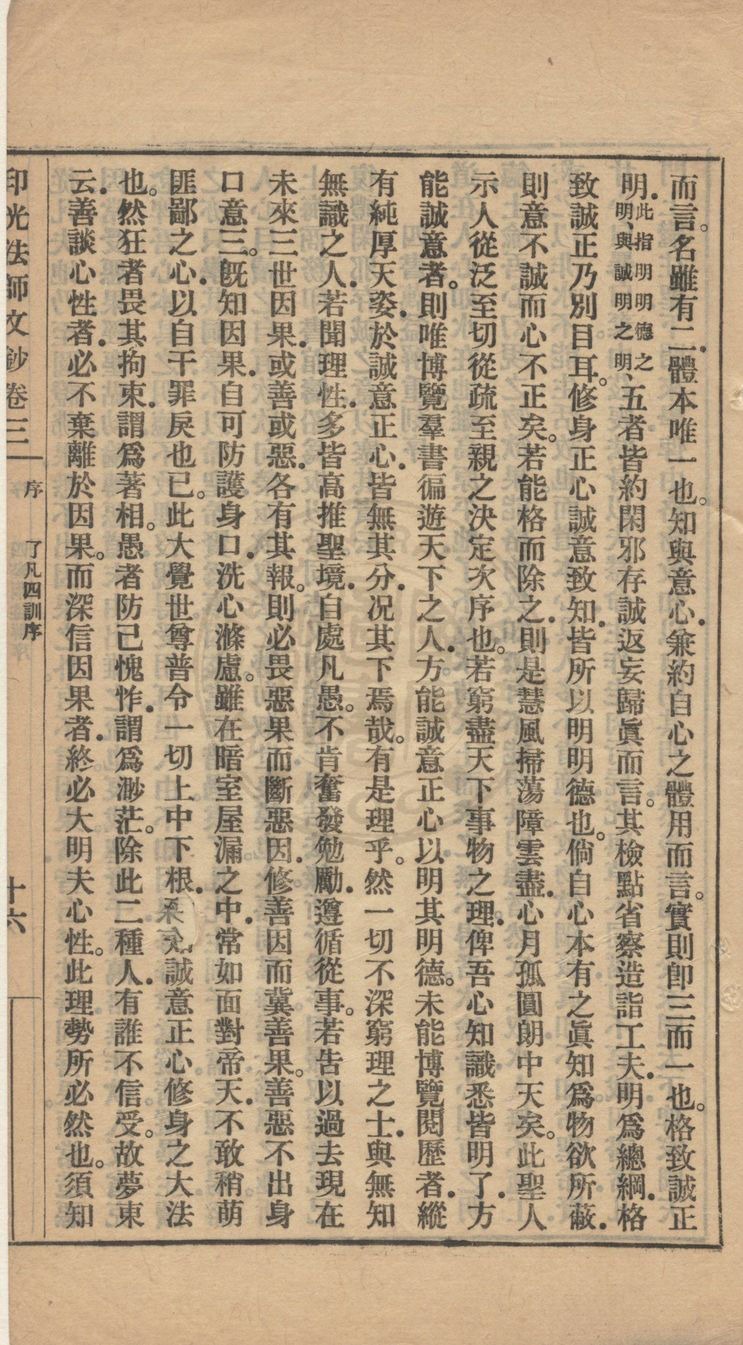 而言。名雖有二。體本唯一也。知與意心。兼約自心之體用而言。實則卽三而一也。格致誠正
明。此指明明德之明、與誠明之明、五者皆約閑邪存誠返妄歸眞而言。其檢點省察造詣工夫。明爲總綱。格
致誠正乃別目耳。修身正心誠意致知。皆所以明明德也。倘自心本有之眞知爲物欲所蔽。
則意不誠而心不正矣。若能格而除之。則是慧風掃蕩障雲盡。心月孤圓朗中天矣。此聖人
示人從泛至切從疏至親之決定次序也。若窮盡天下事物之理。俾吾心知識悉皆明了。方
能誠意者。則唯博覽羣書徧遊天下之人。方能誠意正心以明其明德。未能博覽閱歷者。縱
有純厚天姿。於誠意正心。皆無其分。况其下焉哉。有是理乎。然一切不深窮理之士。與無知
無識之人。若聞理性。多皆高推聖境。自處凡愚。不肯奮發勉勵。遵循從事。若吿以過去現在
未來三世因果。或善或惡。各有其報。則必畏惡果而斷惡因。修善因而冀善果。善惡不出身
口意三。旣知因果。自可防護身口。洗心滌慮。雖在暗室屋漏之中。常如面對帝天。不敢稍萌
匪鄙之心。以自干罪戾也已。此大覺世尊普令一切上中下根。誠意正心修身之大法
也。然狂者畏其拘束。謂爲著相。愚者防己愧怍。謂爲渺茫。除此二種人。有誰不信受。故夢東
云。善談心性者。必不棄離於因果。而深信因果者。終必大明夫心性。此理勢所必然也。須知
印光法師文鈔卷三
序
了凡四訓序
十六